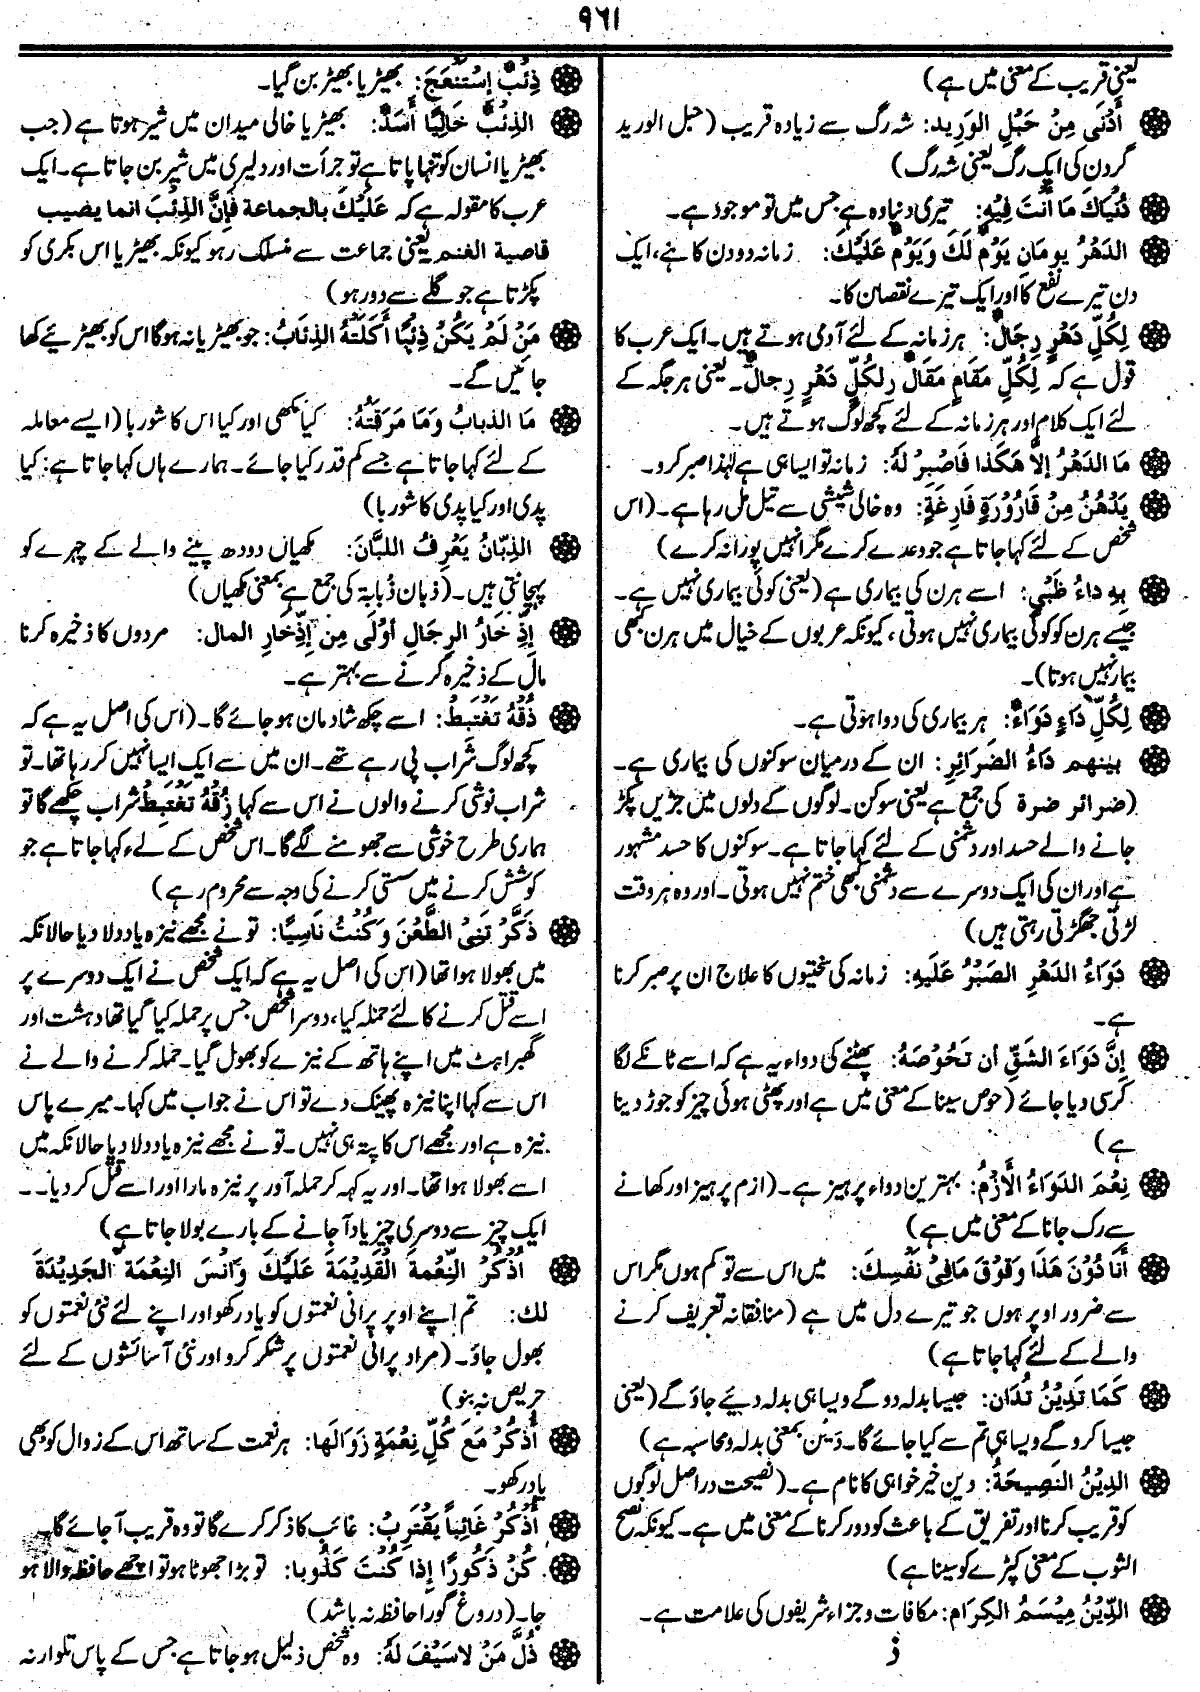 ۹۶۱
یعنی قریب کے معنی میں ہے)
أَدْنَى مِنْ حَبْلِ الوَرِيد: شہ رگ سے زیادہ قریب (حبل الورید
گردن کی ایک رگ یعنی شہ رگ)
دُنْيَاكَ مَا أَنْتَ فِيْهِ: تیری دنیا وہ ہے جس میں تو موجود ہے۔
الدَهْرُ يومَانِ يَوْمٌ لَكَ وَيَوْمٌ عَلَيْكَ: زمانہ دو دن کا ہے، ایک
دن تیرے نفع کا اور ایک تیرے نقصان کا۔
لِكُلِّ دَهْرٍ رِجَالٌ: ہر زمانہ کے لئے آدمی ہوتے ہیں۔ ایک عرب کا
قول ہے کہ لِكُلِّ مَقَامٍ مَقَالٌ وَلِكُلِّ دَهْرٍ رِجالٌ۔ یعنی ہر جگہ کے
لئے ایک کلام اور ہر زمانہ کے لئے کچھ لوگ ہوتے ہیں۔
مَا الدَهْرُ إلاَّ هَكَذا فَاصْبِرْ لَهُ: زمانہ تو ایسا ہی ہے لہٰذا صبر کرو۔
يَدْهُنُ مِنْ قَارُوْرَةٍ فَارِغَةٍ: وہ خالی شیشی سے تیل مل رہا ہے۔ (اس
شخص کے لئے کہا جاتا ہے جو وعدے کرے مگر انہیں پورا نہ کرے)
بِهِ دَاءُ ظَبْيٍ: اسے ہرن کی بیماری ہے (یعنی کوئی بیماری نہیں ہے۔
جیسے ہرن کو کوئی بیماری نہیں ہوتی، کیونکہ عربوں کے خیال میں ہرن کبھی
بیمار نہیں ہوتا)۔
لِكُلِّ دَاءٍ دَوَاءٌ: ہر بیماری کی دوا ہوتی ہے۔
بينهم دَاءُ الضَرَائِرِ: ان کے درمیان سوکنوں کی بیماری ہے۔
(ضرائر ضرة کی جمع ہے یعنی سوکن۔ لوگوں کے دلوں میں جڑیں پکڑ
جانے والے حسد اور دشمنی کے لئے کہا جاتا ہے۔ سوکنوں کا حسد مشہور
ہے اور ان کی ایک دوسرے سے دشمنی کبھی ختم نہیں ہوتی۔ اور وہ ہر وقت
لڑتی جھگڑتی رہتی ہیں)
دَوَاءُ الدَهْرِ الصَبْرُ عَلَيهِ: زمانہ کی سختیوں کا علاج ان پر صبر کرنا
ہے۔
إِنَّ دَوَاءَ الشَقِّ أن تَحُوْصَهُ: پھٹنے کی دواء یہ ہے کہ اسے ٹانکے لگا
کر سی دیا جائے (حوص سینا کے معنی میں ہے اور پھٹی ہوئی چیز کو جوڑ دینا
ہے)
نِعْمَ الدَوَاءُ الأَزْمُ: بہترین دواء پرہیز ہے۔ (ازم پرہیز اور کھانے
سے رک جانا کے معنی میں ہے)
أَنَا دُوْنَ هَذَا وَفَوْقَ مَافِيْ نَفْسِكَ: میں اس سے تو کم ہوں مگر اس
سے ضرور اوپر ہوں جو تیرے دل میں ہے (منافقانہ تعریف کرنے
والے کے لئے کہا جاتا ہے)
كَمَا تَدِيْنُ تُدَان: جیسا بدلہ دو گے ویسا ہی بدلہ دیئے جاؤ گے (یعنی
جیسا کرو گے ویسا ہی تم سے کیا جائے گا۔ دَین بمعنی بدلہ و محاسبہ ہے)
الدِيْنُ النَصِيحَةُ: دین خیر خواہی کا نام ہے۔ (نصیحت دراصل لوگوں
کو قریب کرنا اور تفریق کے باعث کو دور کرنا کے معنی میں ہے۔ کیونکہ نصح
الثوب کے معنی کپڑے کو سینا ہے)
الدِّيْنُ مِيْسَمُ الكِرَامِ: مکافات و جزاء شریفوں کی علامت ہے۔
ذ
ذِئْبٌ إِسْتَنْعَجَ: بھیڑیا بھیڑ بن گیا۔
الذِئْبُ خَالِيًا أَسَدٌ: بھیڑیا خالی میدان میں شیر ہوتا ہے (جب
بھیڑیا انسان کو تنہا پاتا ہے تو جرأت اور دلیری میں شیر بن جاتا ہے۔ ایک
عرب کا مقولہ ہے کہ عَلَيْكَ بالجماعة فَإِنَّ الذِئْبَ انما يصيب
قاصية الغنم یعنی جماعت سے منسلک رہو کیونکہ بھیڑیا اس بکری کو
پکڑتا ہے جو گلے سے دور ہو)
مَنْ لَمْ يَكُنْ ذِئْبًا أَكَلَتْهُ الذِئَابُ: جو بھیڑیا نہ ہوگا اس کو بھیڑیئے کھا
جائیں گے۔
مَا الذبابُ وَمَا مَرَقَتُهُ: کیا مکھی اور کیا اس کا شوربا (ایسے معاملہ
کے لئے کہا جاتا ہے جسے کم قدر کیا جائے۔ ہمارے ہاں کہا جاتا ہے: کیا
پدی اور کیا پدی کا شوربا)
الذِبَّانُ يَعْرِفُ اللبَّانَ: مکھیاں دودھ پینے والے کے چہرے کو
پہچانتی ہیں۔ (ذبان ذبابۃ کی جمع ہے بمعنی مکھیاں)
إِذِّ خَارُ الرِجَالِ أَوْلَى مِن إِذِّخَارِ المال: مردوں کا ذخیرہ کرنا
مال کے ذخیرہ کرنے سے بہتر ہے۔
ذُقْهُ تَغْتَبِطْ: اسے چکھ شادمان ہو جائے گا۔ (اس کی اصل یہ ہے کہ
کچھ لوگ شراب پی رہے تھے۔ ان میں سے ایک ایسا نہیں کر رہا تھا۔ تو
شراب نوشی کرنے والوں نے اس سے کہا ذُقْهُ تَغْتَبِطْ شراب چکھے گا تو
ہماری طرح خوشی سے جھومنے لگے گا۔ اس شخص کے لیے کہا جاتا ہے جو
کوشش کرنے میں سستی کرنے کی وجہ سے محروم رہے)
ذَكَّرْ تَنِىْ الطَّعْنَ وَكُنْتُ نَاسِيًا: تو نے مجھے نیزہ یاد دلا دیا حالانکہ
میں بھولا ہوا تھا (اس کی اصل یہ ہے کہ ایک شخص نے ایک دوسرے پر
اسے قتل کرنے کا لئے حملہ کیا، دوسرا شخص جس پر حملہ کیا گیا تھا دہشت اور
گھبراہٹ میں اپنے ہاتھ کے نیزے کو بھول گیا۔ حملہ کرنے والے نے
اس سے کہا اپنا نیزہ پھینک دے تو اس نے جواب میں کہا۔ میرے پاس
نیزہ ہے اور مجھے اس کا پتہ ہی نہیں۔ تو نے مجھے نیزہ یاد دلا دیا حالانکہ میں
اسے بھولا ہوا تھا۔ اور یہ کہہ کر حملہ آور پر نیزہ مارا اور اسے قتل کر دیا۔۔
ایک چیز سے دوسری چیز یاد آ جانے کے بارے بولا جاتا ہے)
أُذْكُرْ النِّعْمَةَ القَدِيْمَةَ عَلَيْكَ وَانْسَ النِعْمَةَ الجَدِيْدَةَ
لك: تم اپنے اوپر پرانی نعمتوں کو یاد رکھو اور اپنے لئے نئی نعمتوں کو
بھول جاؤ۔ (مراد پرانی نعمتوں پر شکر کرو اور نئی آسائشوں کے لئے
حریص نہ بنو)
أُذْكُرْ مَعَ كُلِّ نِعْمَةٍ زَوَالَهَا: ہر نعمت کے ساتھ اس کے زوال کو بھی
یاد رکھو۔
أُذْكُرْ غَائِبًا يَقْتَرِبْ: غائب کا ذکر کرے گا تو وہ قریب آ جائے گا۔
كُنْ ذَكُورًا إِذا كُنْتَ كَذُوبا: تو بڑا جھوٹا ہو تو اچھے حافظہ والا ہو
جا۔ (دروغ گورا حافظہ نہ باشد)
ذُلَّ مَنْ لاَسَيْفَ لَهُ: وہ شخص ذلیل ہو جاتا ہے جس کے پاس تلوار نہ